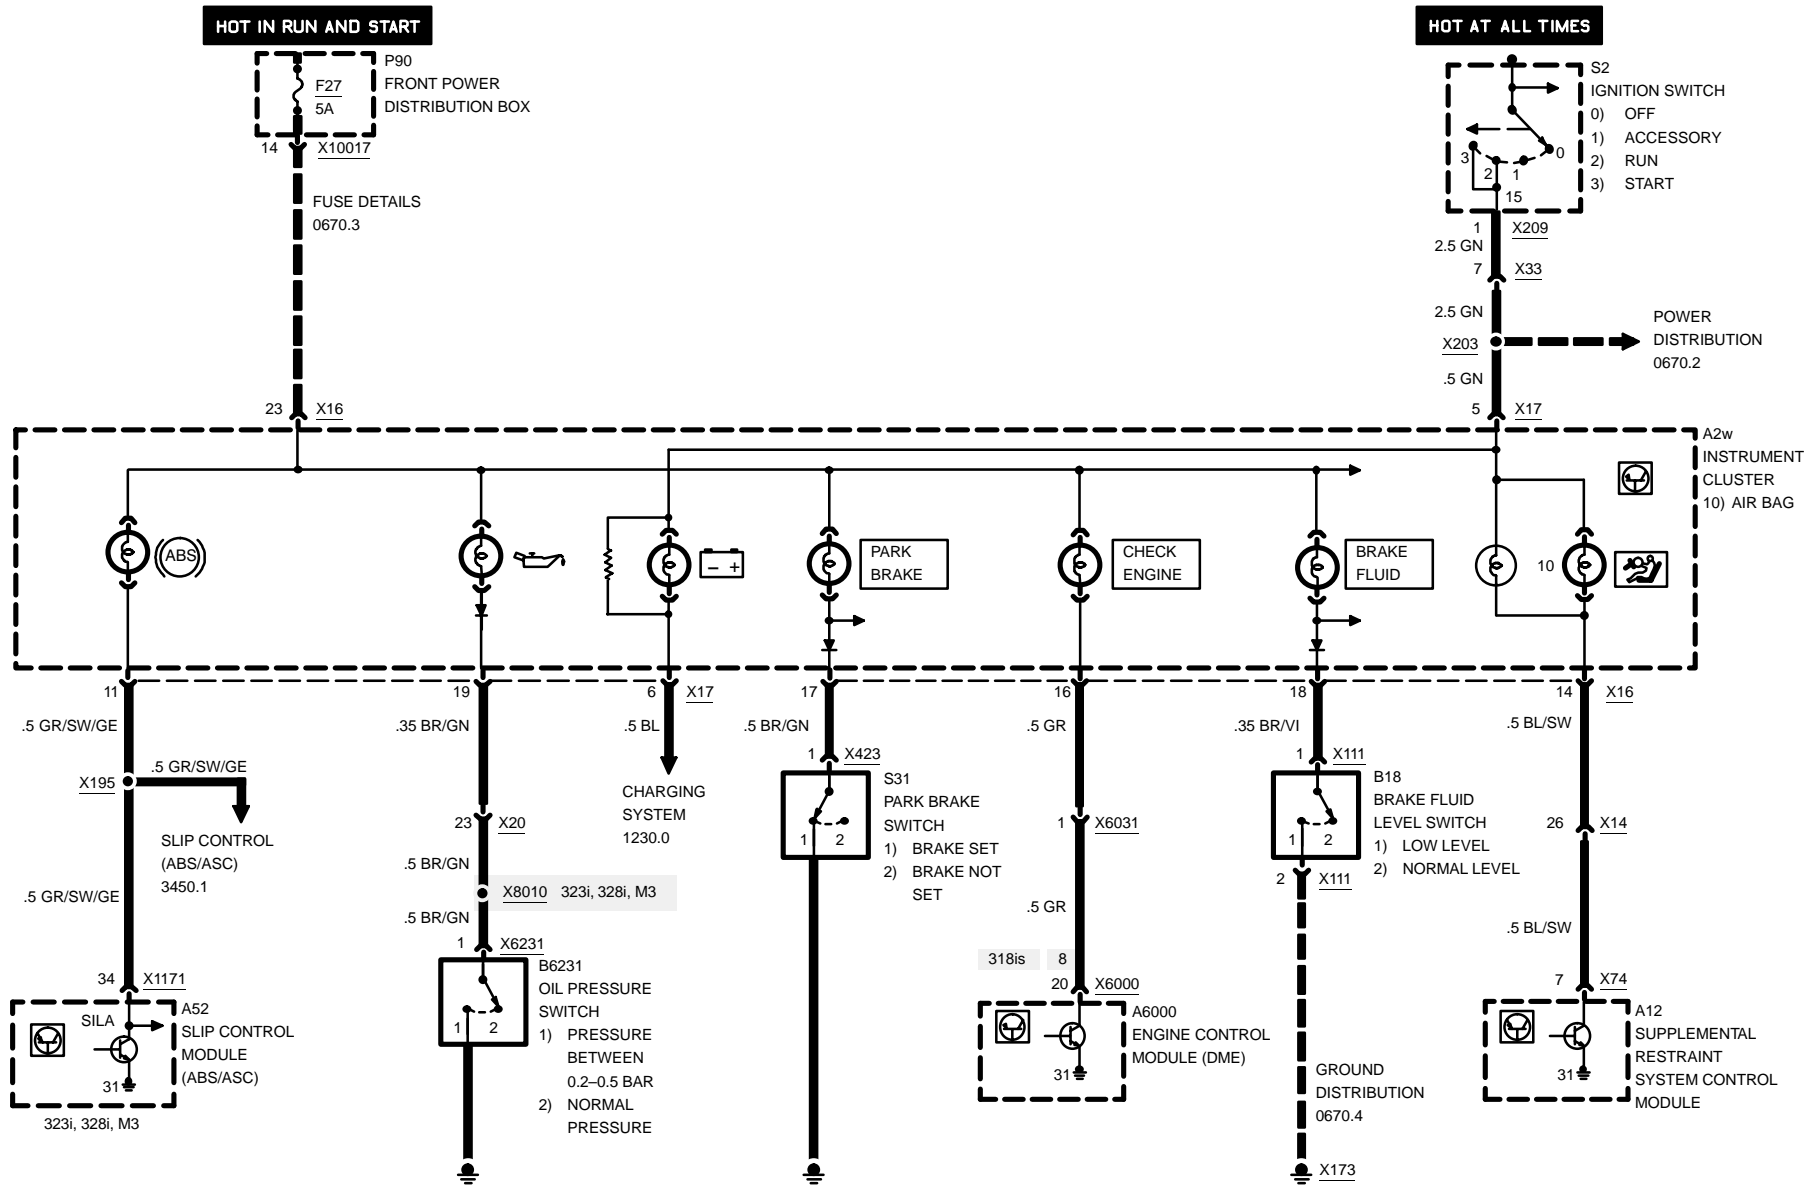 HOT IN RUN AND START
HOT AT ALL TIMES
P90
FRONT POWER
DISTRIBUTION BOX
F27
5A
14 X10017
FUSE DETAILS
0670.3
23 X16
S2
IGNITION SWITCH
0) OFF
1) ACCESSORY
2) RUN
3) START
3
2
1
0
15
1 X209
2.5 GN
7 X33
2.5 GN
X203
POWER
DISTRIBUTION
0670.2
.5 GN
5 X17
A2w
INSTRUMENT
CLUSTER
10) AIR BAG
ABS
– +
PARK
BRAKE
CHECK
ENGINE
BRAKE
FLUID
10
11
19
6 X17
17
16
18
14 X16
.5 GR/SW/GE
.35 BR/GN
.5 BL
.5 BR/GN
.5 GR
.35 BR/VI
.5 BL/SW
X195
.5 GR/SW/GE
SLIP CONTROL
(ABS/ASC)
3450.1
.5 GR/SW/GE
34 X1171
SILA
31
A52
SLIP CONTROL
MODULE
(ABS/ASC)
323i, 328i, M3
23 X20
.5 BR/GN
X8010 323i, 328i, M3
.5 BR/GN
1 X6231
1 2
B6231
OIL PRESSURE
SWITCH
1) PRESSURE
BETWEEN
0.2–0.5 BAR
2) NORMAL
PRESSURE
CHARGING
SYSTEM
1230.0
1 X423
1 2
S31
PARK BRAKE
SWITCH
1) BRAKE SET
2) BRAKE NOT
SET
1 X6031
.5 GR
318is 8
20 X6000
31
A6000
ENGINE CONTROL
MODULE (DME)
1 X111
1 2
B18
BRAKE FLUID
LEVEL SWITCH
1) LOW LEVEL
2) NORMAL LEVEL
2 X111
GROUND
DISTRIBUTION
0670.4
X173
26 X14
.5 BL/SW
7 X74
31
A12
SUPPLEMENTAL
RESTRAINT
SYSTEM CONTROL
MODULE